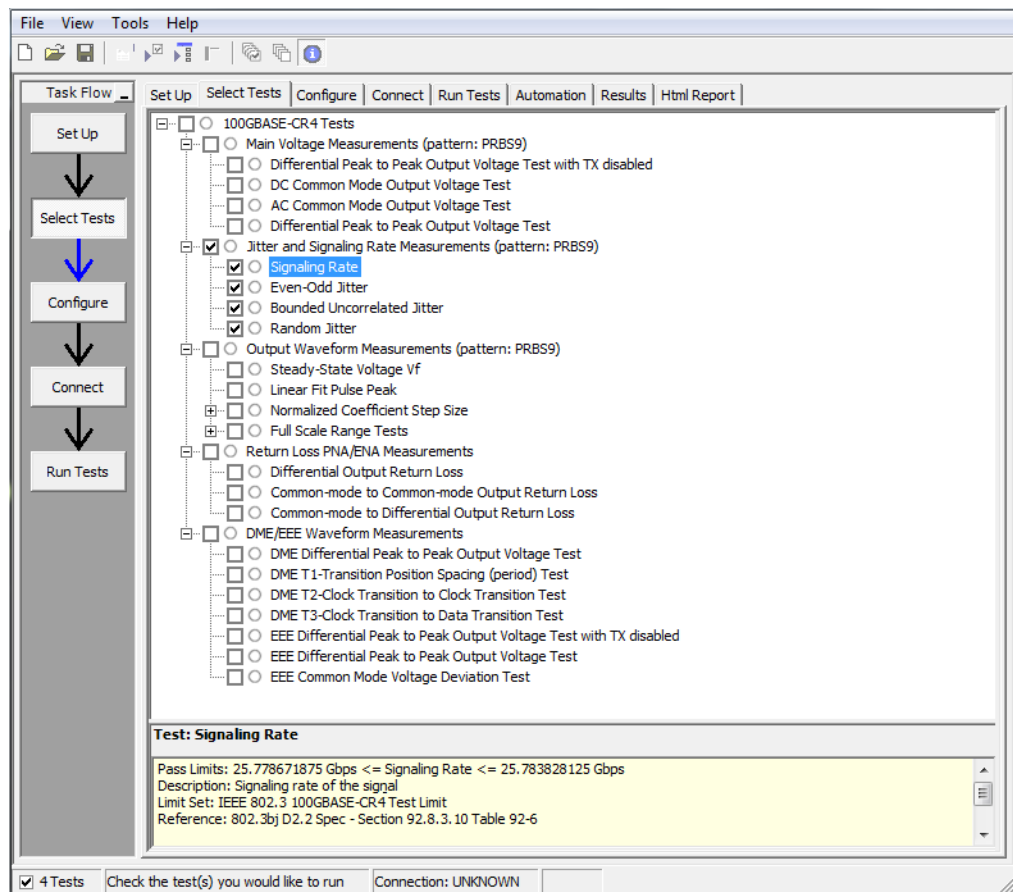 File View Tools Help
Task Flow
Set Up
Select Tests
Configure
Connect
Run Tests
Set Up Select Tests Configure Connect Run Tests Automation Results Html Report
100GBASE-CR4 Tests
Main Voltage Measurements (pattern: PRBS9)
Differential Peak to Peak Output Voltage Test with TX disabled
DC Common Mode Output Voltage Test
AC Common Mode Output Voltage Test
Differential Peak to Peak Output Voltage Test
Jitter and Signaling Rate Measurements (pattern: PRBS9)
Signaling Rate
Even-Odd Jitter
Bounded Uncorrelated Jitter
Random Jitter
Output Waveform Measurements (pattern: PRBS9)
Steady-State Voltage Vf
Linear Fit Pulse Peak
Normalized Coefficient Step Size
Full Scale Range Tests
Return Loss PNA/ENA Measurements
Differential Output Return Loss
Common-mode to Common-mode Output Return Loss
Common-mode to Differential Output Return Loss
DME/EEE Waveform Measurements
DME Differential Peak to Peak Output Voltage Test
DME T1-Transition Position Spacing (period) Test
DME T2-Clock Transition to Clock Transition Test
DME T3-Clock Transition to Data Transition Test
EEE Differential Peak to Peak Output Voltage Test with TX disabled
EEE Differential Peak to Peak Output Voltage Test
EEE Common Mode Voltage Deviation Test
Test: Signaling Rate
Pass Limits: 25.778671875 Gbps <= Signaling Rate <= 25.783828125 Gbps
Description: Signaling rate of the signal
Limit Set: IEEE 802.3 100GBASE-CR4 Test Limit
Reference: 802.3bj D2.2 Spec - Section 92.8.3.10 Table 92-6
4 Tests Check the test(s) you would like to run Connection: UNKNOWN